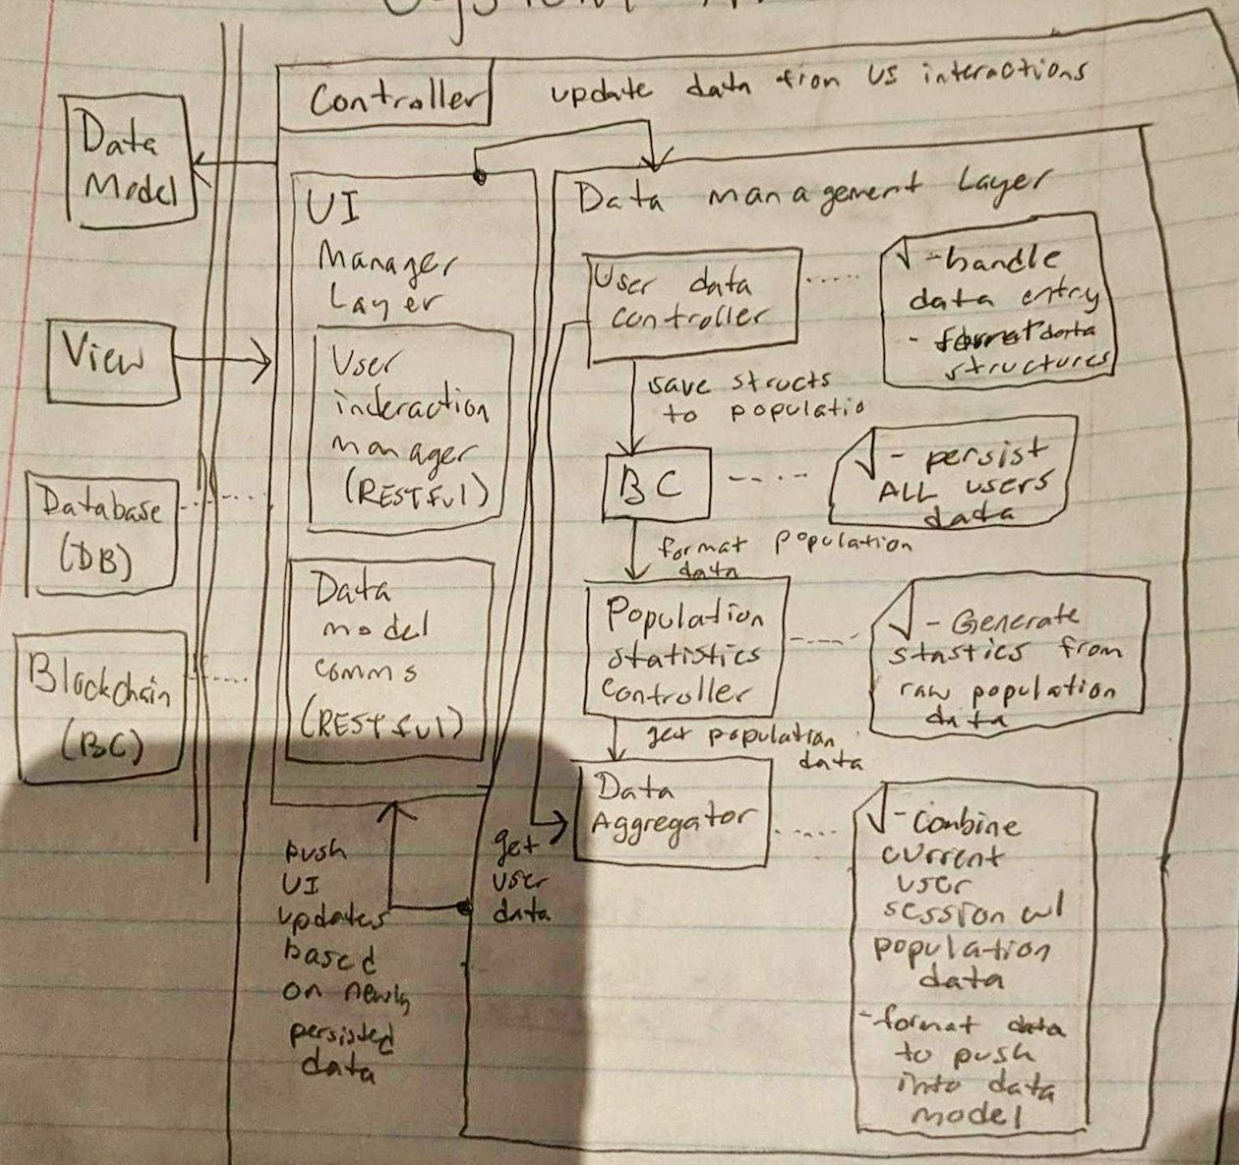 System
Controller
update data from US interactions
Data
Model
View
Database
(DB)
Blockchain
(BC)
UI
Manager
Layer
User
interaction
manager
(RESTful)
Data
model
comms
(RESTful)
push
UI
updates
based
on newly
persisted
data
Data management Layer
User data
controller
-handle
data entry
- format data
structures
save structs
to populatio
BC
- persist
ALL users
data
format population
data
Population
statistics
controller
- Generate
stastics from
raw population
data
get population
data
get
user
data
Data
Aggregator
-Combine
current
user
session w/
population
data
-format data
to push
into data
model